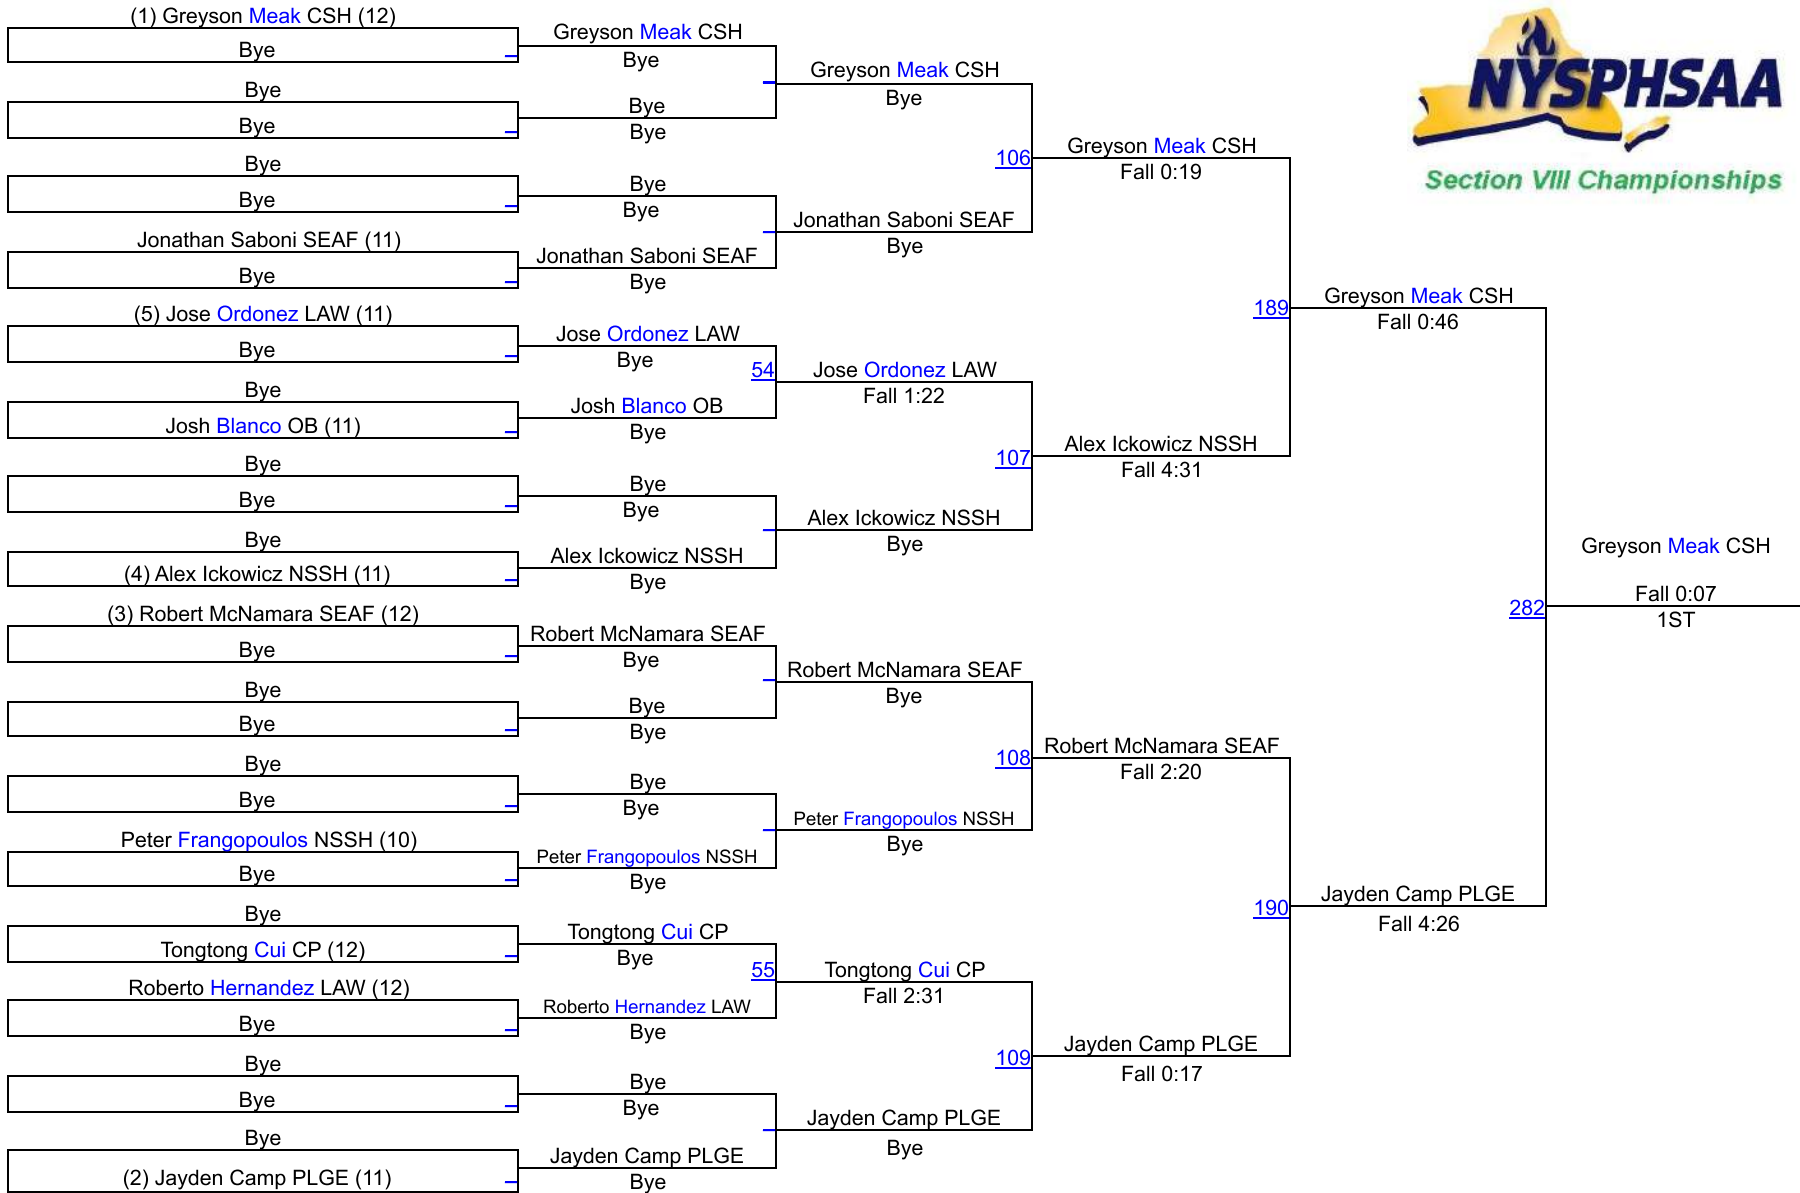 (1) Greyson Meak CSH (12)
Bye
Bye
Bye
Bye
Bye
Jonathan Saboni SEAF (11)
Bye
(5) Jose Ordonez LAW (11)
Bye
Bye
Josh Blanco OB (11)
Bye
Bye
Bye
(4) Alex Ickowicz NSSH (11)
(3) Robert McNamara SEAF (12)
Bye
Bye
Bye
Bye
Bye
Peter Frangopoulos NSSH (10)
Bye
Bye
Tongtong Cui CP (12)
Roberto Hernandez LAW (12)
Bye
Bye
Bye
Bye
(2) Jayden Camp PLGE (11)
Greyson Meak CSH
Bye
Bye
Bye
Bye
Bye
Jonathan Saboni SEAF
Bye
Jose Ordonez LAW
Bye
54
Josh Blanco OB
Bye
Bye
Bye
Alex Ickowicz NSSH
Bye
Robert McNamara SEAF
Bye
Bye
Bye
Bye
Bye
Peter Frangopoulos NSSH
Bye
Tongtong Cui CP
Bye
55
Roberto Hernandez LAW
Bye
Bye
Bye
Jayden Camp PLGE
Bye
Greyson Meak CSH
Bye
106
Jonathan Saboni SEAF
Bye
Jose Ordonez LAW
Fall 1:22
107
Alex Ickowicz NSSH
Bye
Robert McNamara SEAF
Bye
108
Peter Frangopoulos NSSH
Bye
Tongtong Cui CP
Fall 2:31
109
Jayden Camp PLGE
Bye
Greyson Meak CSH
Fall 0:19
189
Alex Ickowicz NSSH
Fall 4:31
Robert McNamara SEAF
Fall 2:20
190
Jayden Camp PLGE
Fall 0:17
Greyson Meak CSH
Fall 0:46
282
Jayden Camp PLGE
Fall 4:26
Greyson Meak CSH
Fall 0:07
1ST
NYSPHSAA
Section VIII Championships